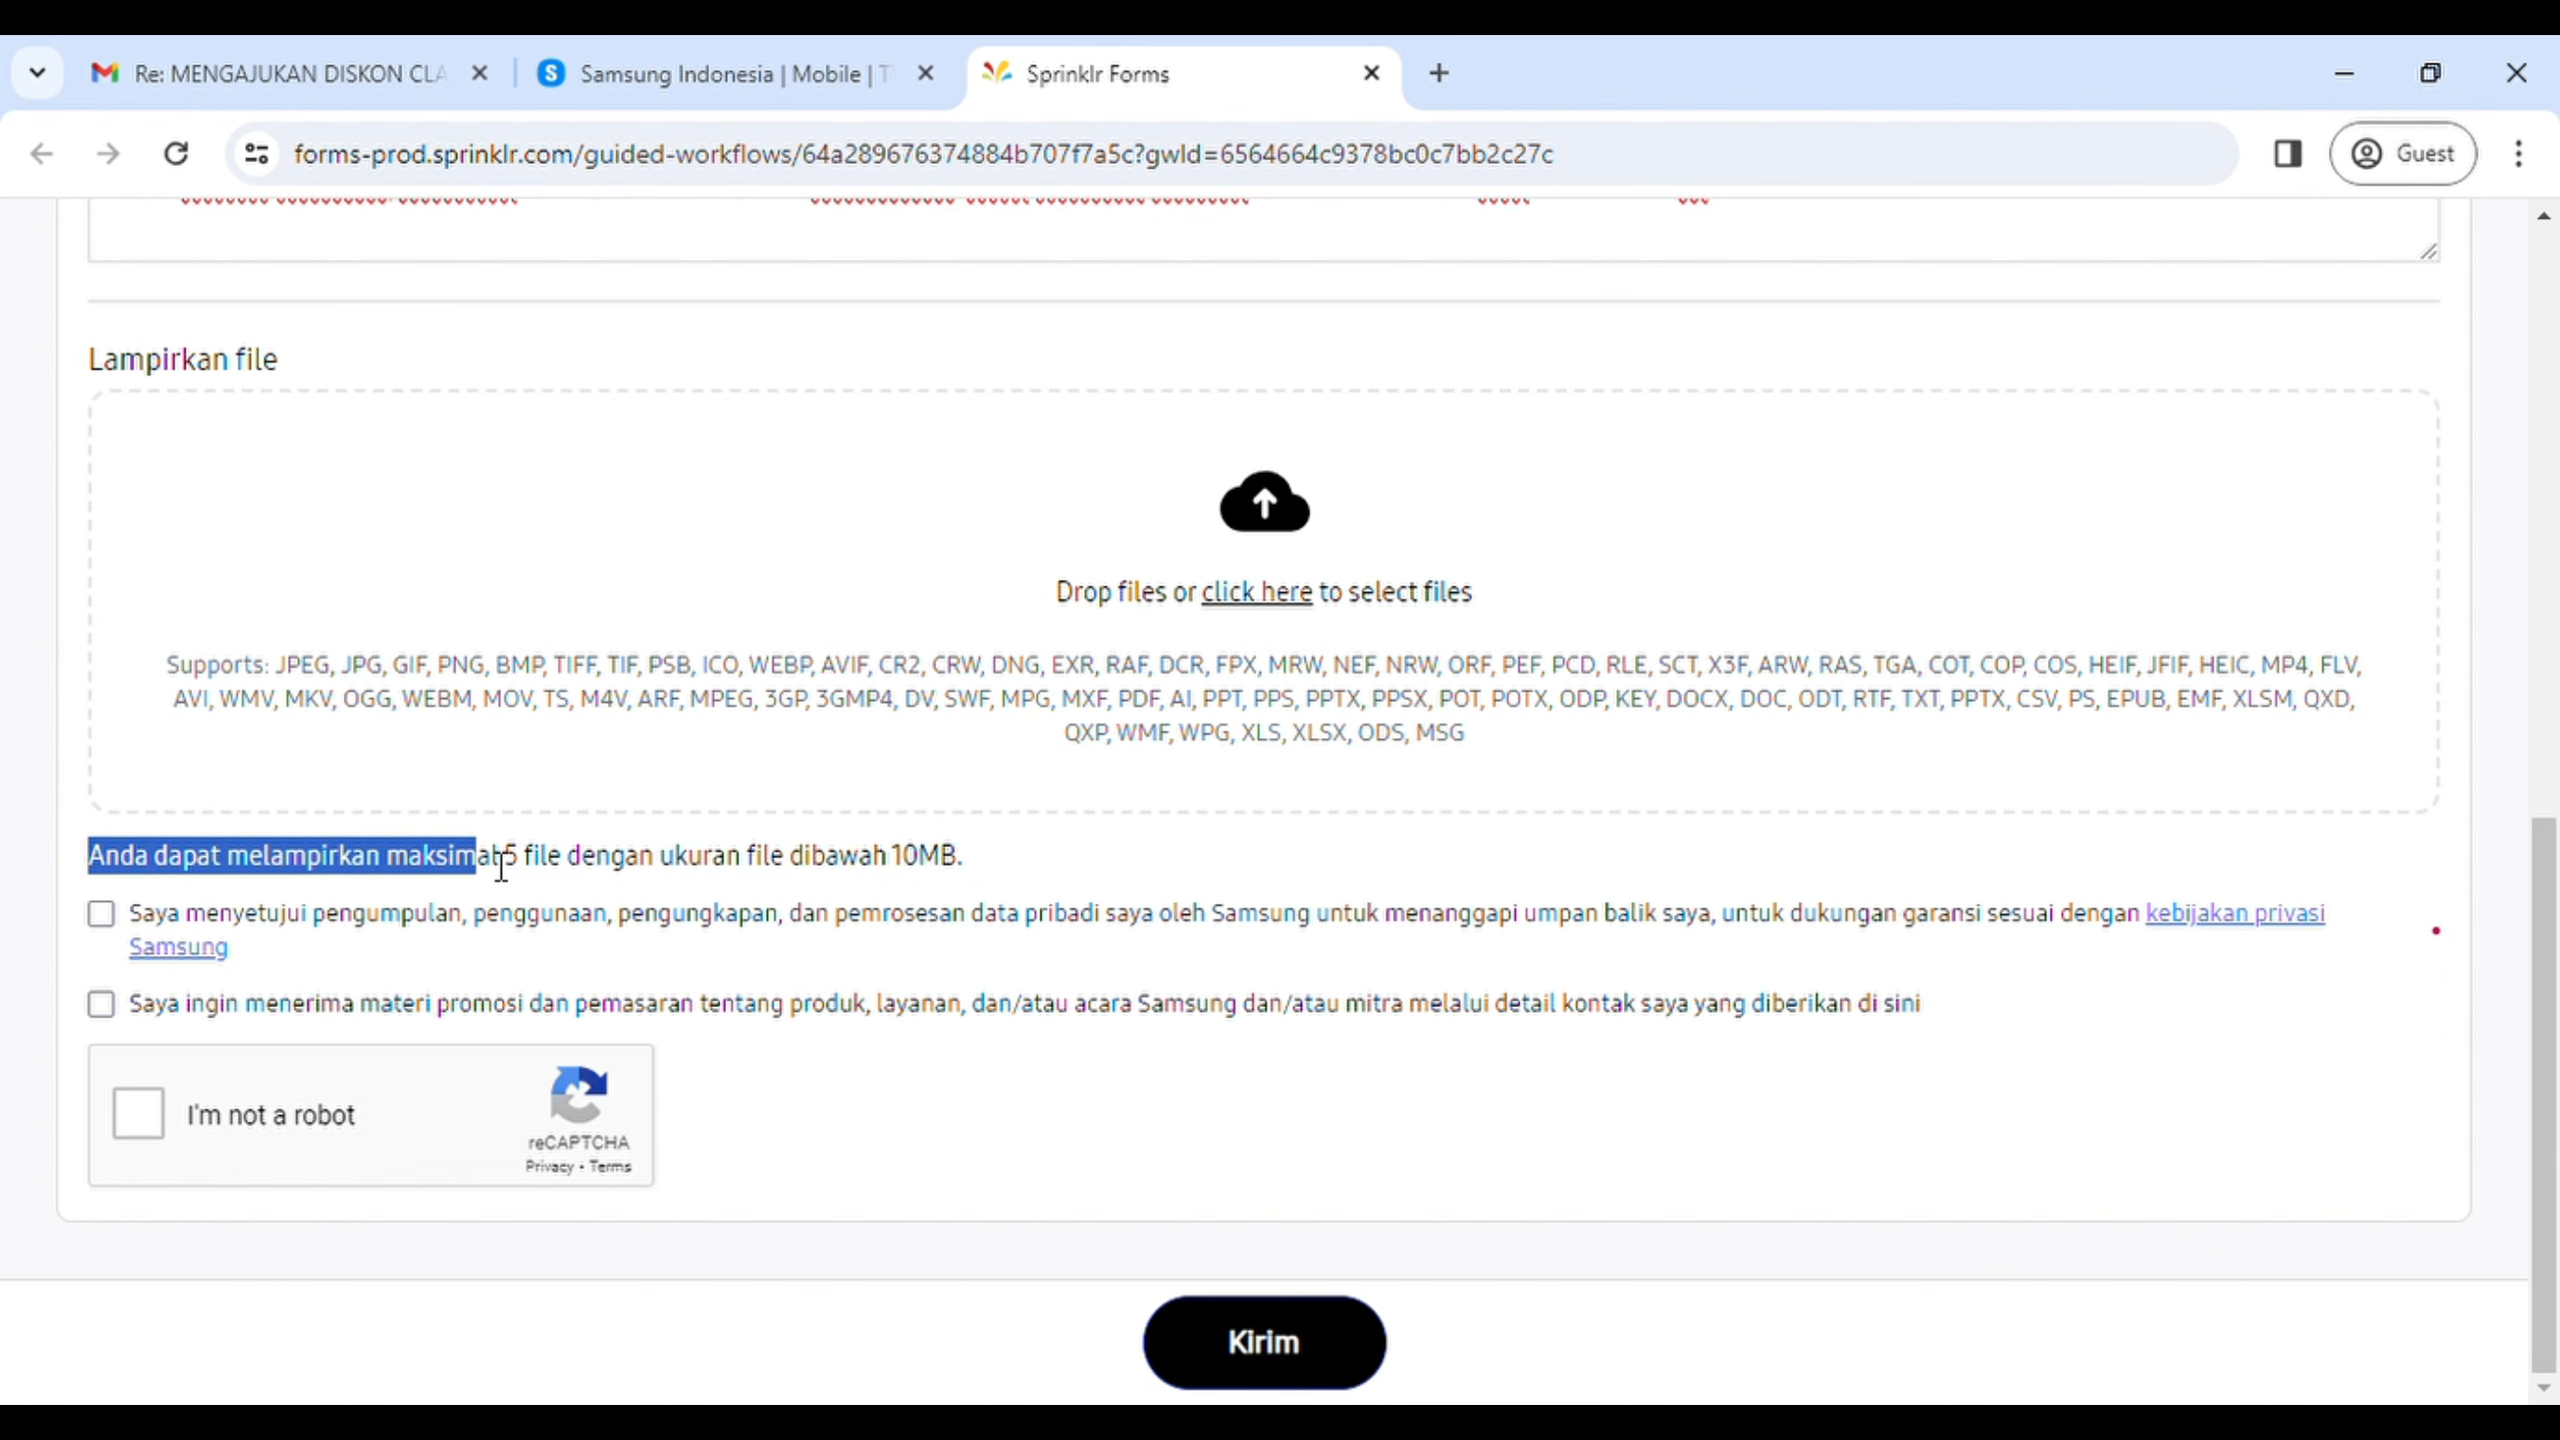 Re: MENGAJUKAN DISKON CLA
Samsung Indonesia | Mobile | T
Sprinklr Forms
forms-prod.sprinklr.com/guided-workflows/64a289676374884b707f7a5c?gwId=6564664c9378bc0c7bb2c27c
Guest
Lampirkan file
Drop files or click here to select files
Supports: JPEG, JPG, GIF, PNG, BMP, TIFF, TIF, PSB, ICO, WEBP, AVIF, CR2, CRW, DNG, EXR, RAF, DCR, FPX, MRW, NEF, NRW, ORF, PEF, PCD, RLE, SCT, X3F, ARW, RAS, TGA, COT, COP, COS, HEIF, JFIF, HEIC, MP4, FLV,
AVI, WMV, MKV, OGG, WEBM, MOV, TS, M4V, ARF, MPEG, 3GP, 3GMP4, DV, SWF, MPG, MXF, PDF, AI, PPT, PPS, PPTX, PPSX, POT, POTX, ODP, KEY, DOCX, DOC, ODT, RTF, TXT, PPTX, CSV, PS, EPUB, EMF, XLSM, QXD,
QXP, WMF, WPG, XLS, XLSX, ODS, MSG
Anda dapat melampirkan maksimal 5 file dengan ukuran file dibawah 10MB.
Saya menyetujui pengumpulan, penggunaan, pengungkapan, dan pemrosesan data pribadi saya oleh Samsung untuk menanggapi umpan balik saya, untuk dukungan garansi sesuai dengan kebijakan privasi
Samsung
Saya ingin menerima materi promosi dan pemasaran tentang produk, layanan, dan/atau acara Samsung dan/atau mitra melalui detail kontak saya yang diberikan di sini
I'm not a robot
reCAPTCHA
Privacy • Terms
Kirim